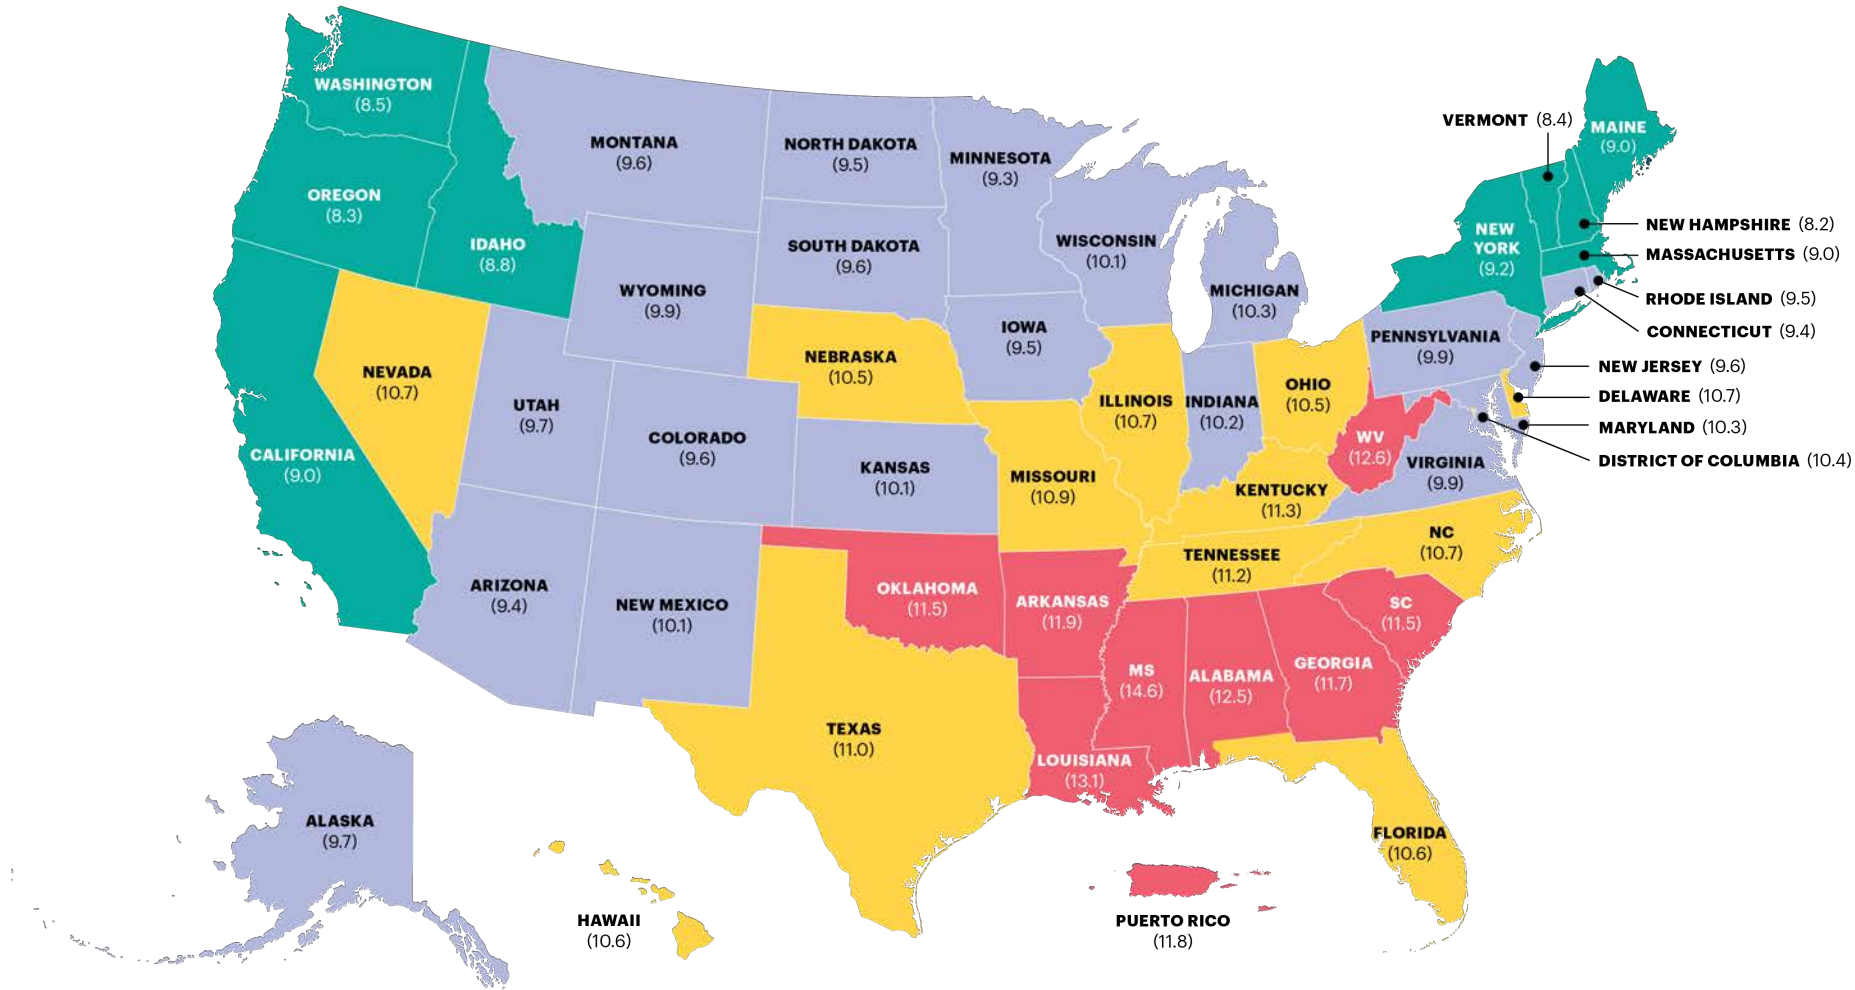 WASHINGTON
(8.5)
OREGON
(8.3)
CALIFORNIA
(9.0)
IDAHO
(8.8)
NEVADA
(10.7)
MONTANA
(9.6)
WYOMING
(9.9)
UTAH
(9.7)
COLORADO
(9.6)
ARIZONA
(9.4)
NEW MEXICO
(10.1)
NORTH DAKOTA
(9.5)
SOUTH DAKOTA
(9.6)
NEBRASKA
(10.5)
KANSAS
(10.1)
OKLAHOMA
(11.5)
TEXAS
(11.0)
MINNESOTA
(9.3)
IOWA
(9.5)
MISSOURI
(10.9)
ARKANSAS
(11.9)
LOUISIANA
(13.1)
WISCONSIN
(10.1)
ILLINOIS
(10.7)
MICHIGAN
(10.3)
INDIANA
(10.2)
OHIO
(10.5)
KENTUCKY
(11.3)
TENNESSEE
(11.2)
MS
(14.6)
ALABAMA
(12.5)
GEORGIA
(11.7)
FLORIDA
(10.6)
SC
(11.5)
NC
(10.7)
VIRGINIA
(9.9)
WV
(12.6)
PENNSYLVANIA
(9.9)
NEW
YORK
(9.2)
VERMONT (8.4)
MAINE
(9.0)
NEW HAMPSHIRE (8.2)
MASSACHUSETTS (9.0)
RHODE ISLAND (9.5)
CONNECTICUT (9.4)
NEW JERSEY (9.6)
DELAWARE (10.7)
MARYLAND (10.3)
DISTRICT OF COLUMBIA (10.4)
ALASKA
(9.7)
HAWAII
(10.6)
PUERTO RICO
(11.8)